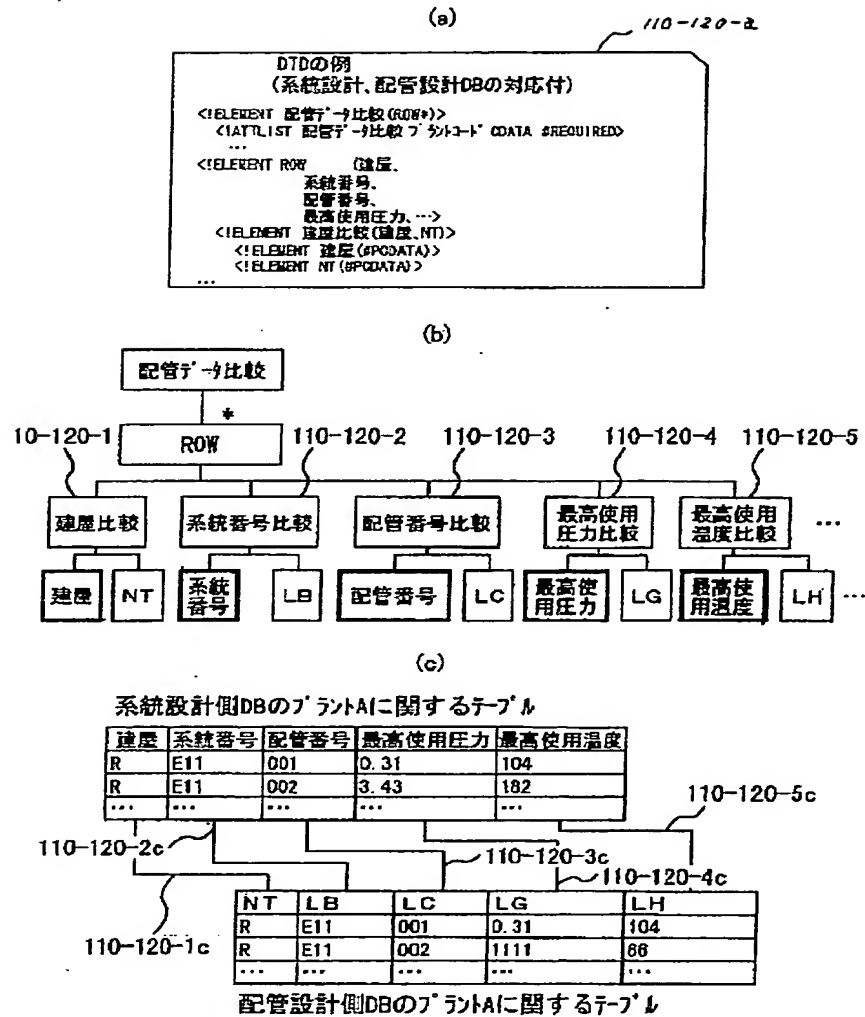 (a)
110-120-a
DTDの例
(系統設計、配管設計DBの対応付)
<!ELEMENT 配管データ比較(ROW*)>
<!ATTLIST 配管データ比較 プラントコード CDATA #REQUIRED>
...
<!ELEMENT ROW (建屋、
系統番号、
配管番号、
最高使用圧力、…>
<!ELEMENT 建屋比較(建屋、NT)>
<!ELEMENT 建屋(#PCDATA)>
<!ELEMENT NT(#PCDATA)>
...
(b)
配管データ比較
*
10-120-1 ROW 110-120-2 110-120-3 110-120-4 110-120-5
建屋比較 系統番号比較 配管番号比較 最高使用圧力比較 最高使用温度比較 …
建屋 NT 系統番号 LB 配管番号 LC 最高使用圧力 LG 最高使用温度 LH …
(c)
系統設計側DBのプラントAに関するテーブル
建屋 系統番号 配管番号 最高使用圧力 最高使用温度
R E11 001 0.31 104
R E11 002 3.43 182
... ... ... ... ...
110-120-5c
110-120-2c 110-120-3c
110-120-4c
110-120-1c
NT LB LC LG LH
R E11 001 0.31 104
R E11 002 1111 66
... ... ... ... ...
配管設計側DBのプラントAに関するテーブル